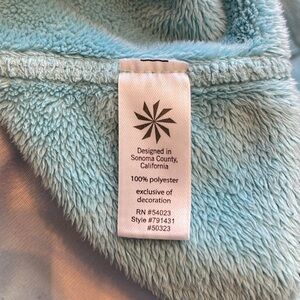 Designed in
Sonoma County,
California
100% polyester
exclusive of
decoration
RN #54023
Style #791431
#50323